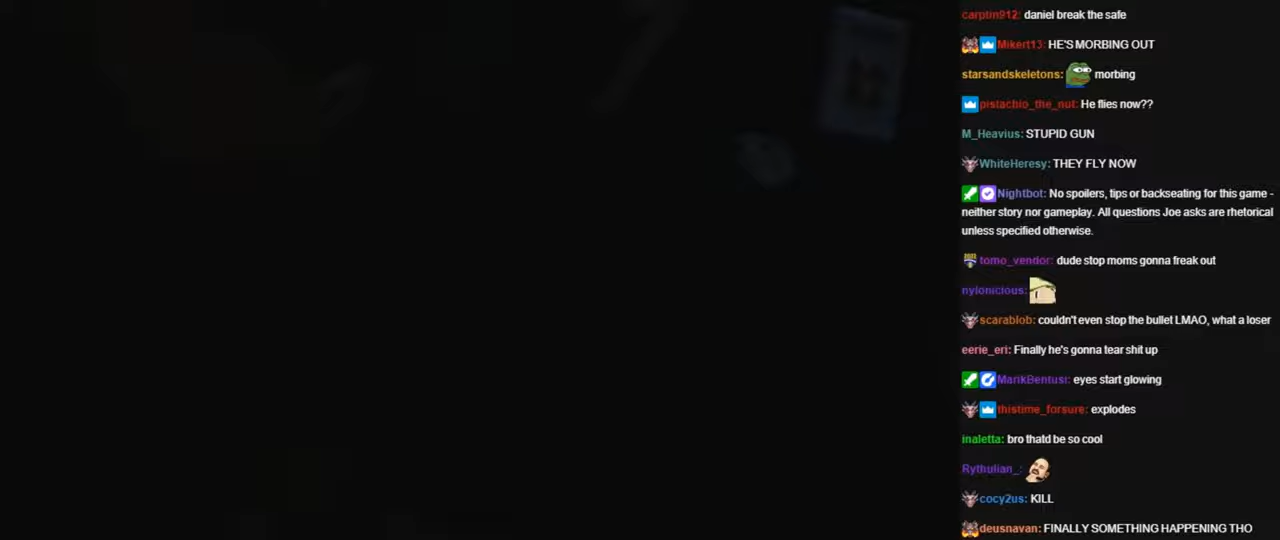 carptm912: daniel break the safe
Mikert13: HE'S MORBING OUT
starsandskeletons: morbing
pistachio_the_nut: He flies now??
M_Heavius: STUPID GUN
WhiteHeresy: THEY FLY NOW
Nightbot: No spoilers, tips or backseating for this game -
neither story nor gameplay. All questions Joe asks are rhetorical
unless specified otherwise.
tomo_vendor: dude stop moms gonna freak out
nylonicious:
scarablob: couldn't even stop the bullet LMAO, what a loser
eerie_eri: Finally he's gonna tear shit up
MarikBentusi: eyes start glowing
thistime_forsure: explodes
inaletta: bro thatd be so cool
Rythulian_:
cocy2us: KILL
deusnavan: FINALLY SOMETHING HAPPENING THO